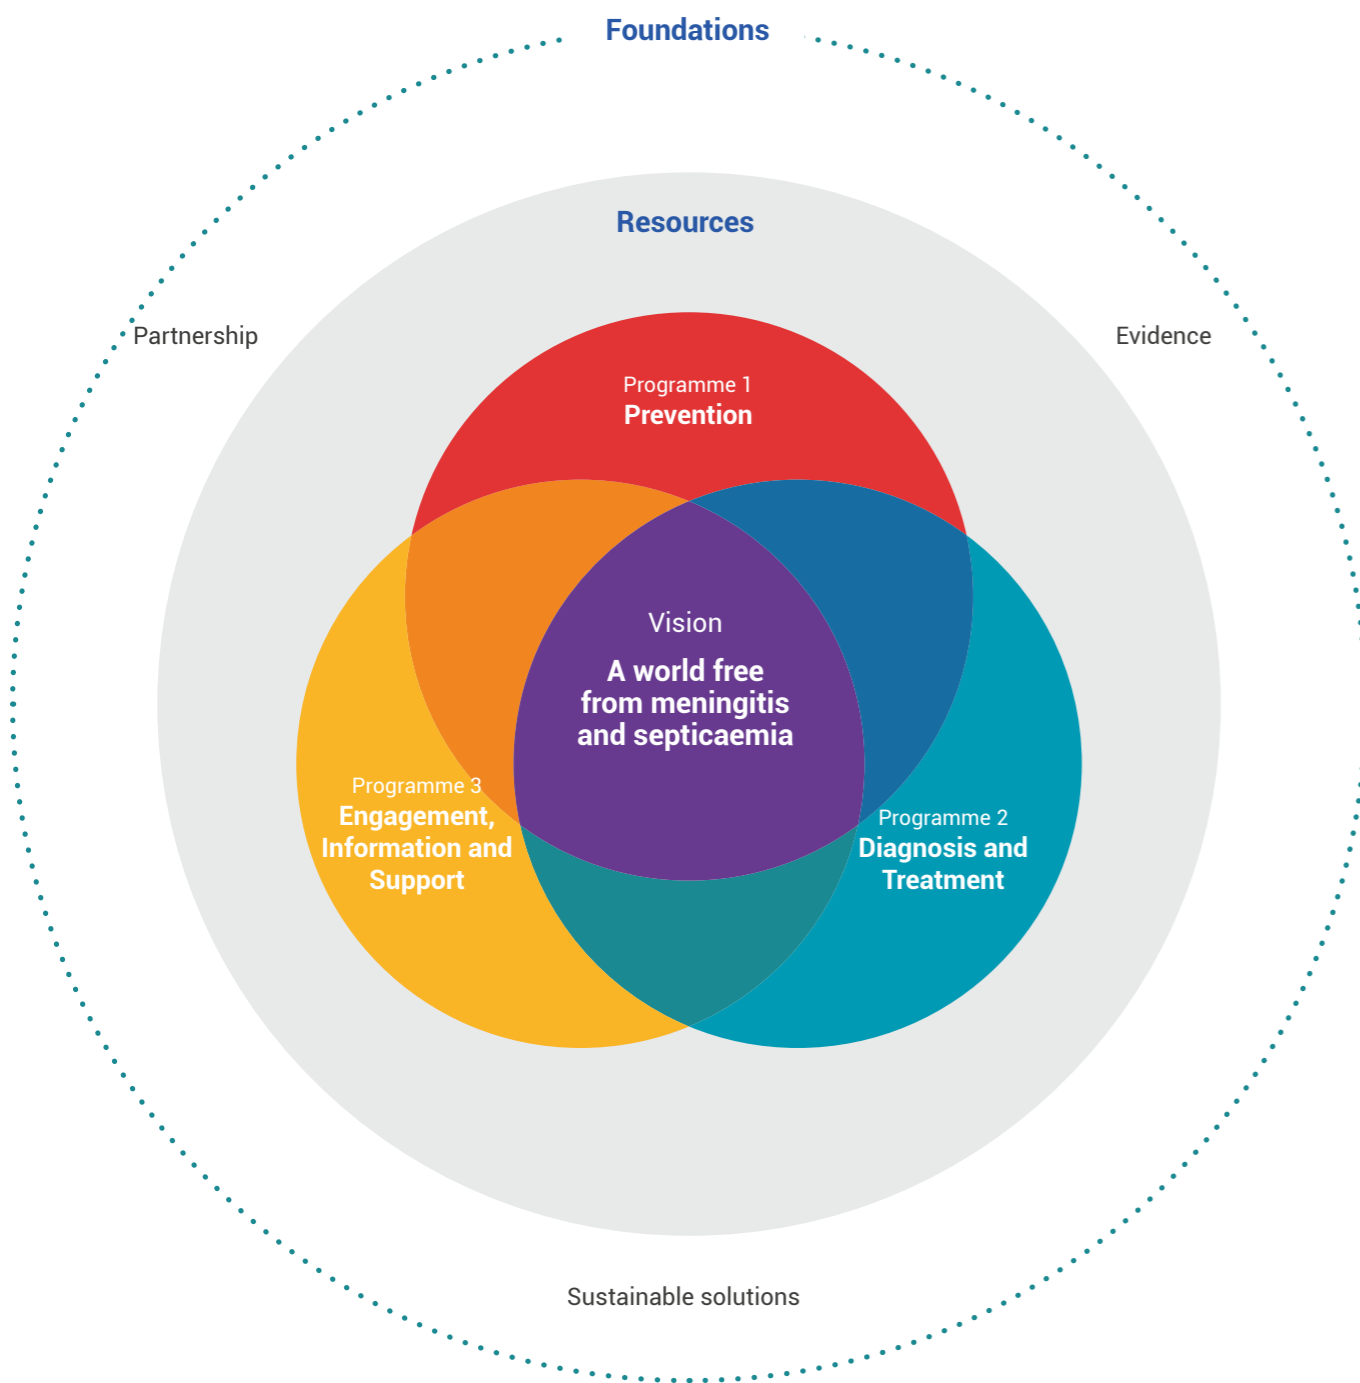 Foundations
Resources
Partnership
Evidence
Programme 1
Prevention
Vision
A world free
from meningitis
and septicaemia
Programme 3
Engagement,
Information and
Support
Programme 2
Diagnosis and
Treatment
Sustainable solutions